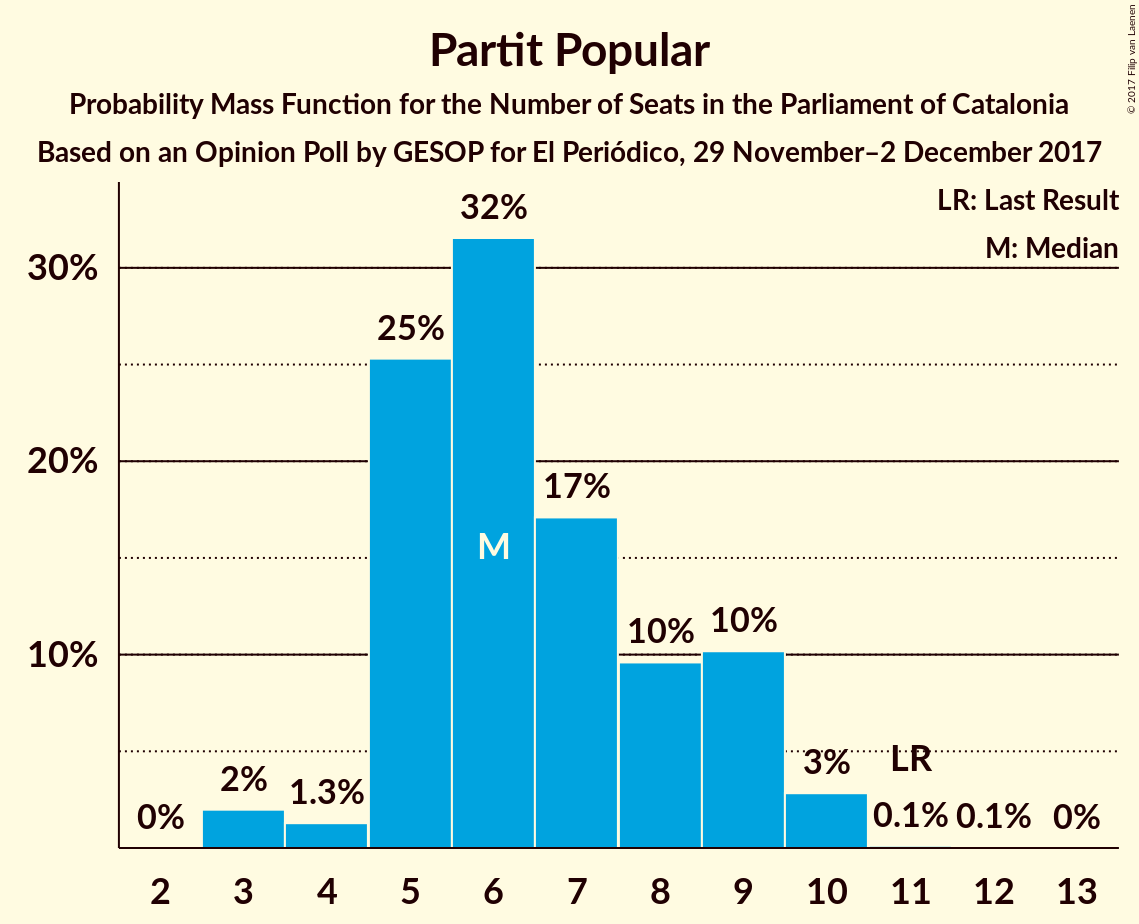 Partit Popular
Probability Mass Function for the Number of Seats in the Parliament of Catalonia
Based on an Opinion Poll by GESOP for El Periódico, 29 November–2 December 2017
© 2017 Filip van Laenen
LR: Last Result
M: Median
30%
20%
10%
0%
2%
1.3%
25%
32%
M
17%
10%
10%
3%
LR
0.1%
0.1%
0%
2 3 4 5 6 7 8 9 10 11 12 13